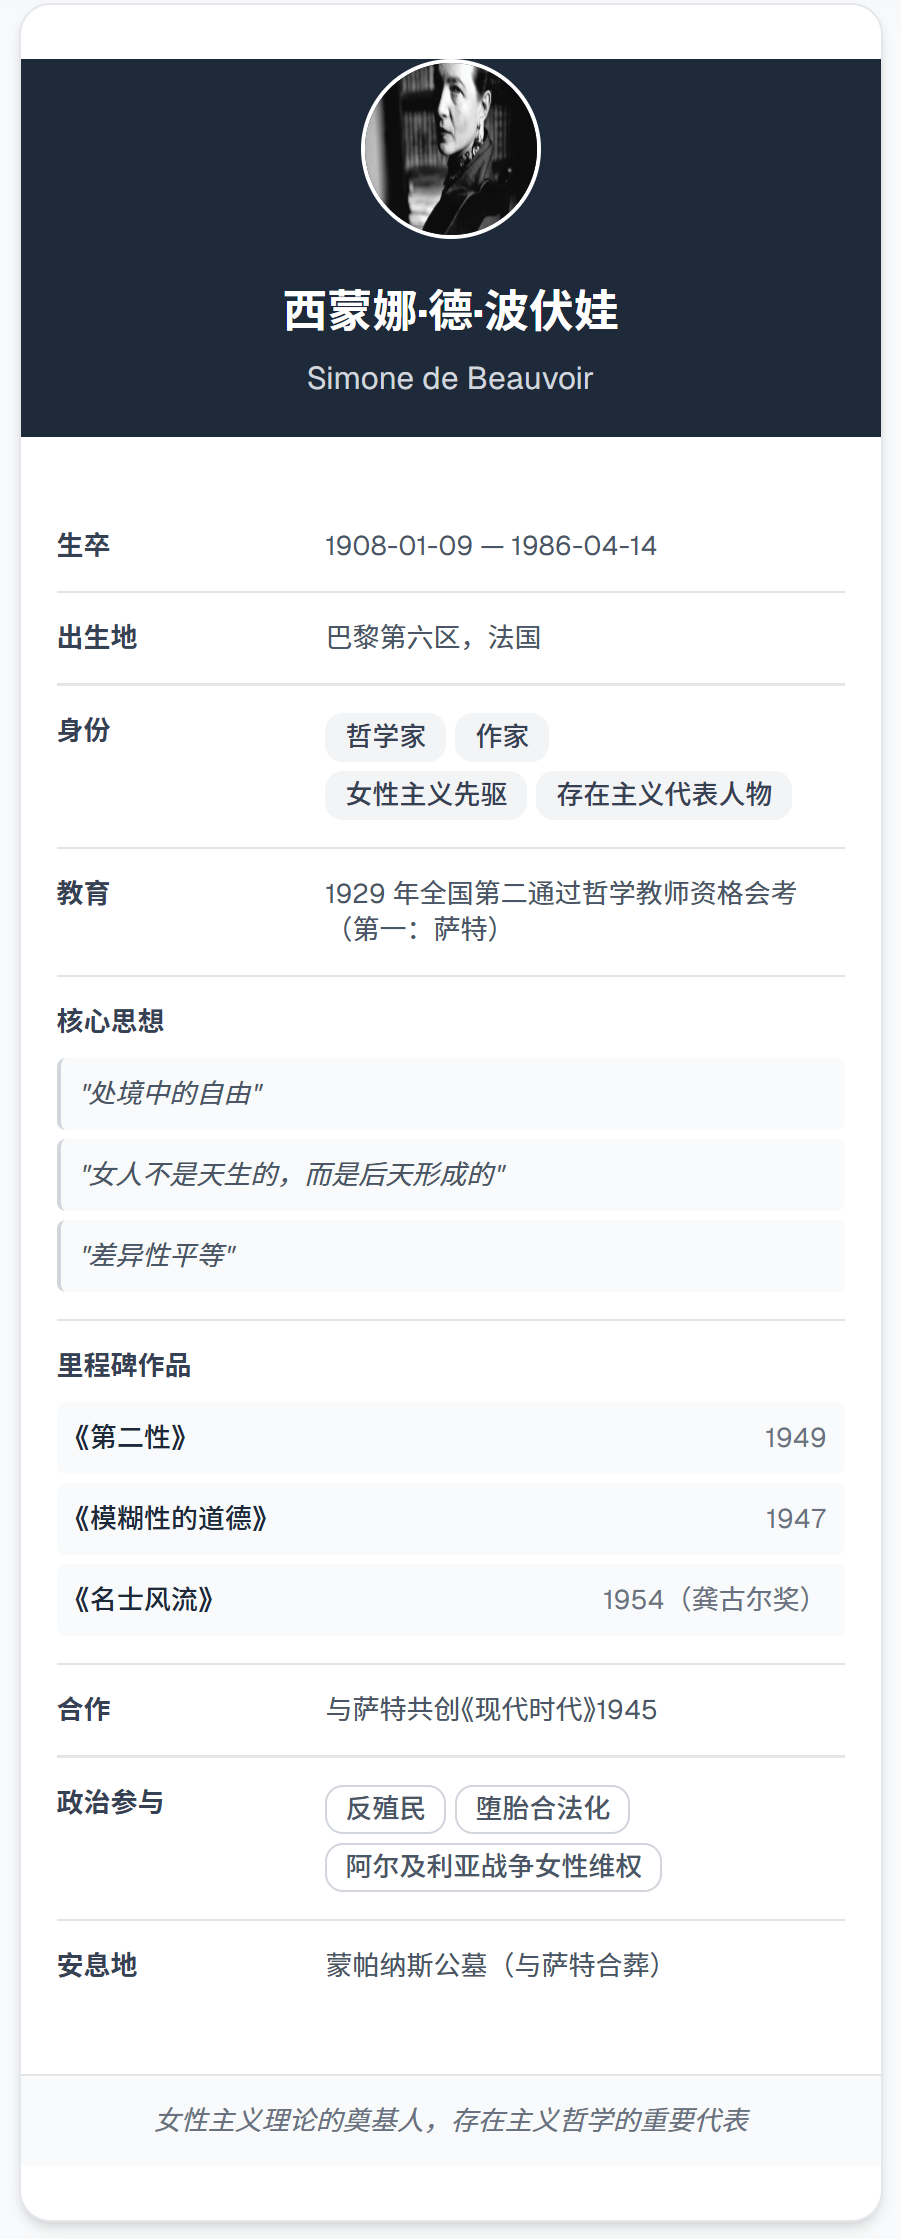 西蒙娜·德·波伏娃
Simone de Beauvoir
生卒
1908-01-09 — 1986-04-14
出生地
巴黎第六区，法国
身份
哲学家 作家
女性主义先驱 存在主义代表人物
教育
1929 年全国第二通过哲学教师资格会考
（第一：萨特）
核心思想
"处境中的自由"
"女人不是天生的，而是后天形成的"
"差异性平等"
里程碑作品
《第二性》 1949
《模糊性的道德》 1947
《名士风流》 1954（龚古尔奖）
合作
与萨特共创《现代时代》1945
政治参与
反殖民 堕胎合法化
阿尔及利亚战争女性维权
安息地
蒙帕纳斯公墓（与萨特合葬）
女性主义理论的奠基人，存在主义哲学的重要代表